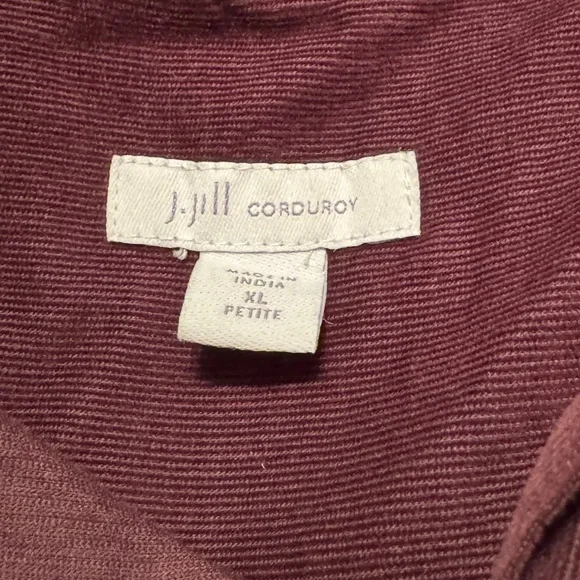 J.Jill CORDUROY
MADE IN
INDIA
XL
PETITE